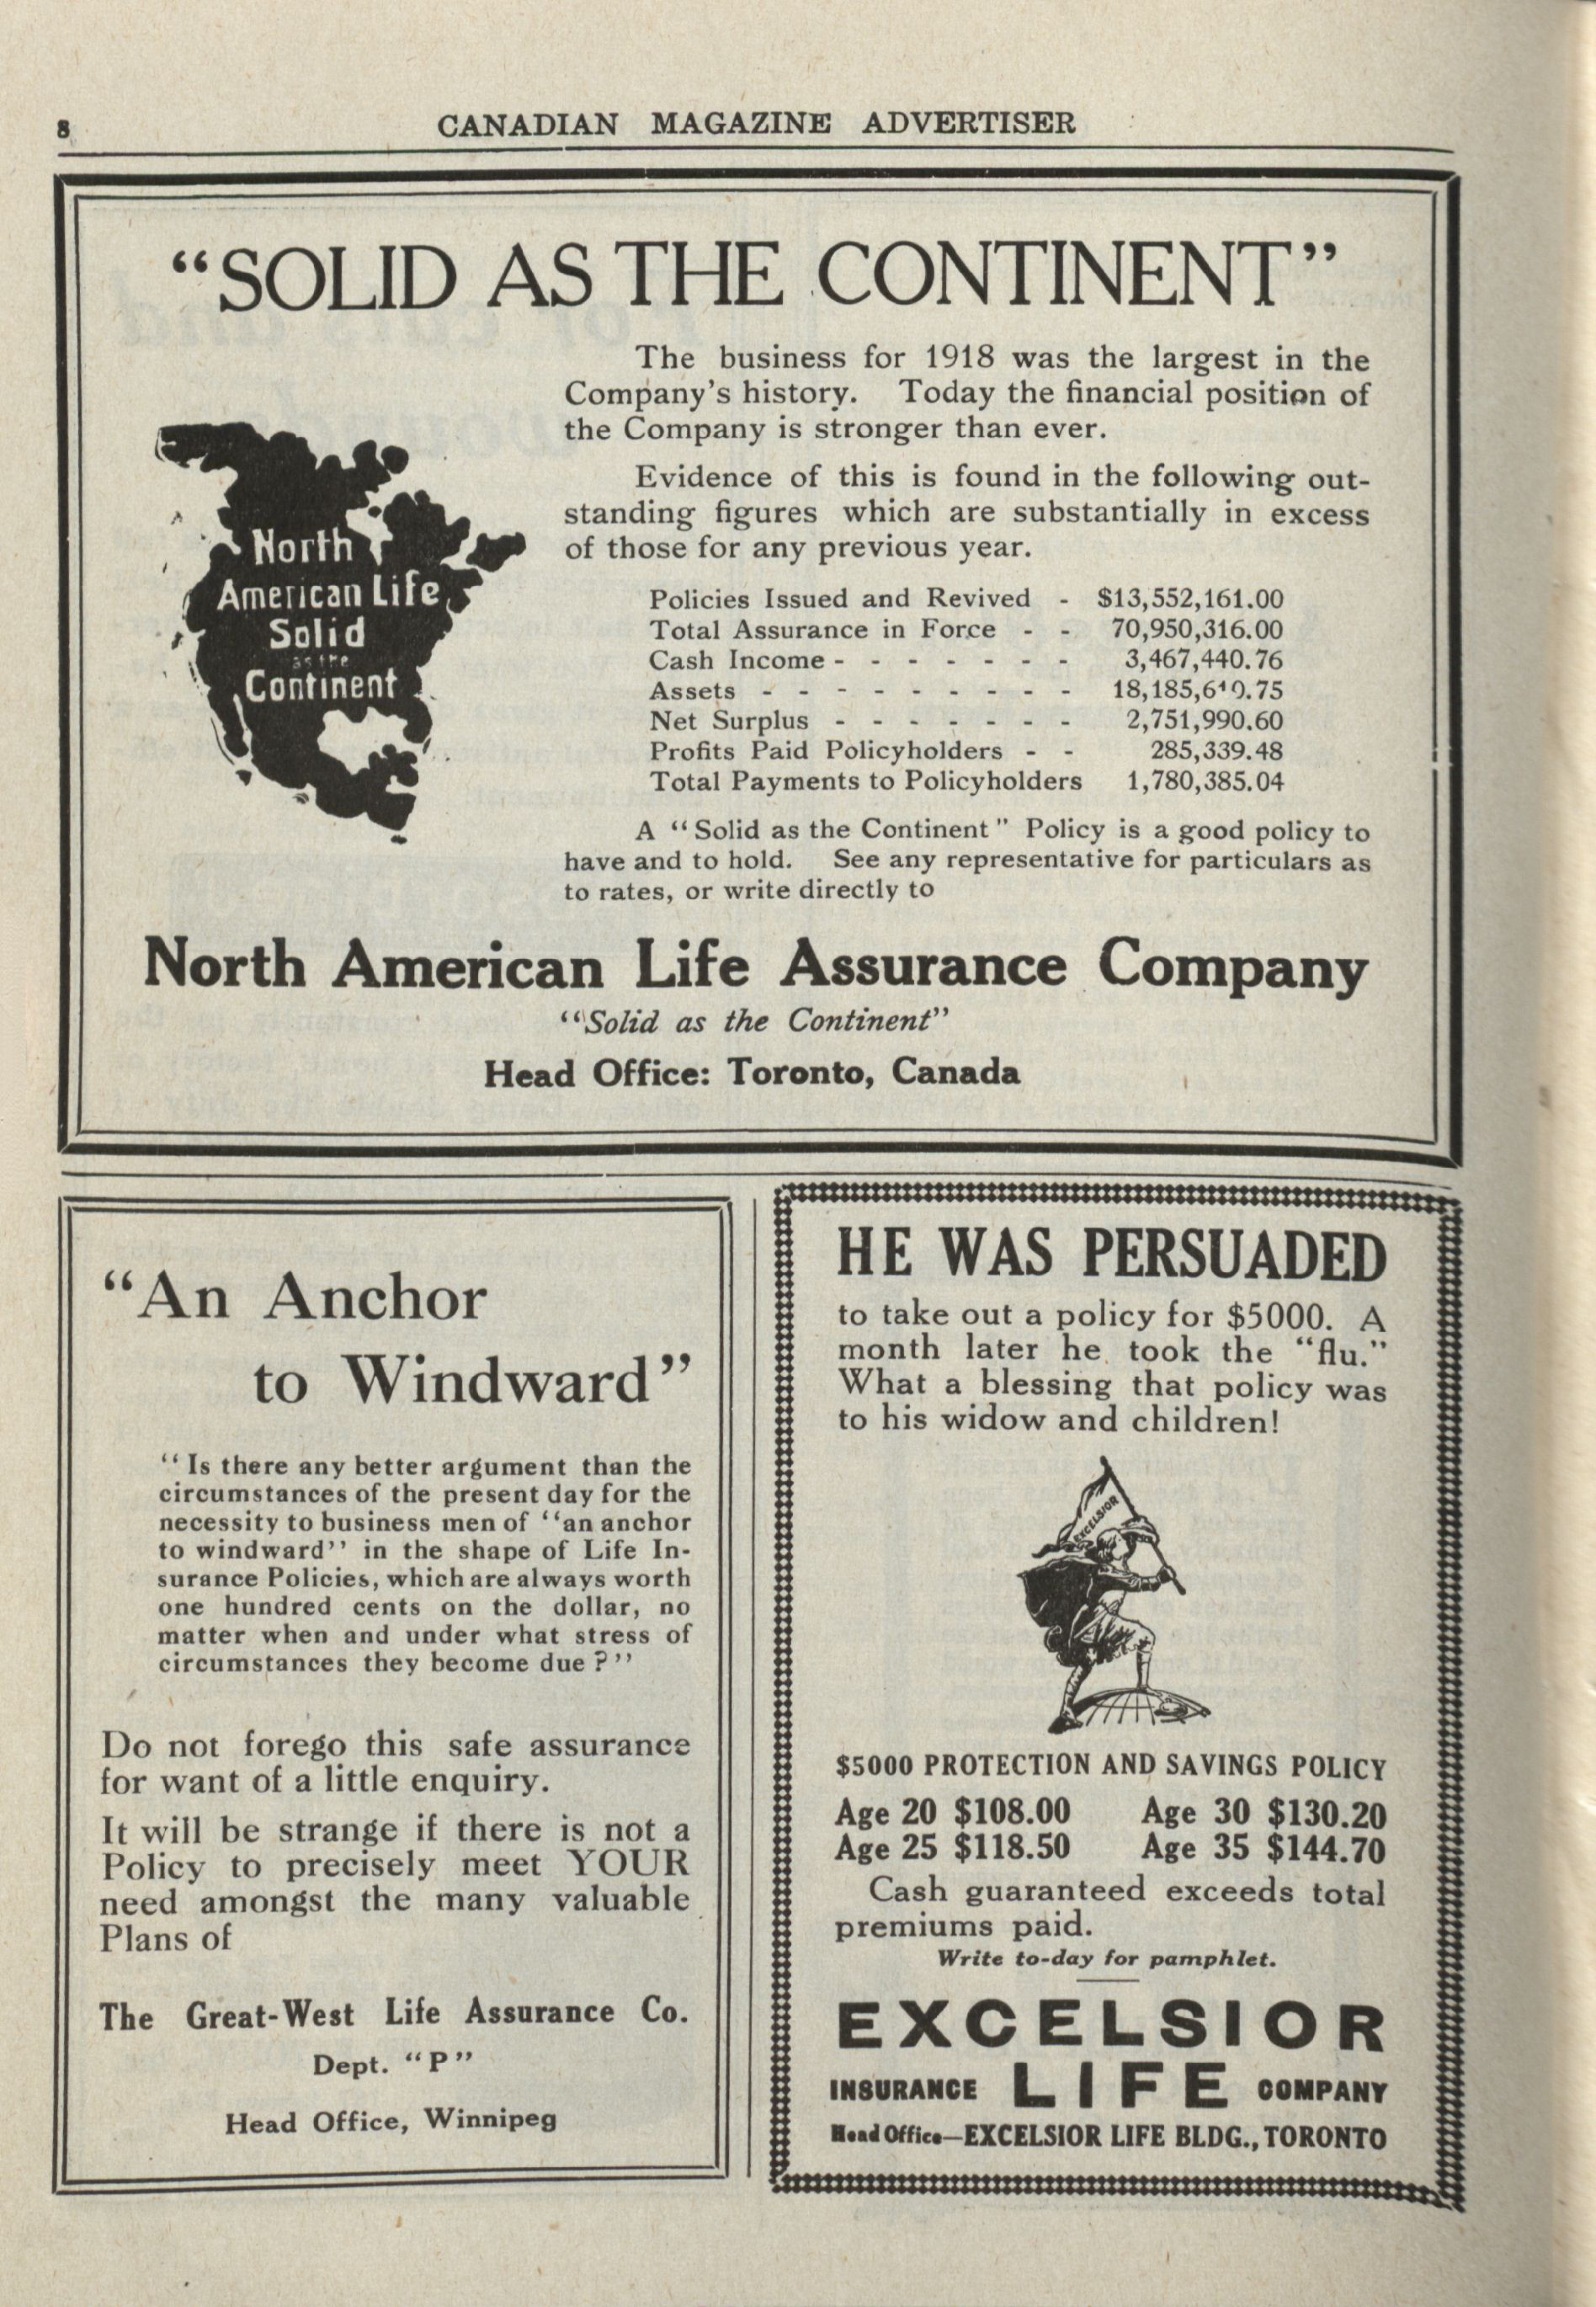 8
CANADIAN MAGAZINE ADVERTISER
“SOLID AS THE CONTINENT”
The business for 1918 was the largest in the
Company’s history. Today the financial position of
the Company is stronger than ever.
Evidence of this is found in the following out-
standing figures which are substantially in excess
of those for any previous year.
North
American Life
Solid
as the
Continent
Policies Issued and Revived - $13,552,161.00
Total Assurance in Force - - 70,950,316.00
Cash Income - - - - - - - 3,467,440.76
Assets - - - - - - - - -
Net Surplus - - - - - - - 2,751,990.60
Profits Paid Policyholders - - 285,339.48
Total Payments to Policyholders 1,780,385.04
A “Solid as the Continent” Policy is a good policy to
have and to hold. See any representative for particulars as
to rates, or write directly to
North American Life Assurance Company
“Solid as the Continent”
Head Office: Toronto, Canada
“An Anchor
to Windward”
“Is there any better argument than the
circumstances of the present day for the
necessity to business men of “an anchor
to windward” in the shape of Life In-
surance Policies, which are always worth
one hundred cents on the dollar, no
matter when and under what stress of
circumstances they become due?”
Do not forego this safe assurance
for want of a little enquiry.
It will be strange if there is not a
Policy to precisely meet YOUR
need amongst the many valuable
Plans of
The Great-West Life Assurance Co.
Dept. “P”
Head Office, Winnipeg
HE WAS PERSUADED
to take out a policy for $5000. A
month later he took the “flu.”
What a blessing that policy was
to his widow and children!
EXCELSIOR
$5000 PROTECTION AND SAVINGS POLICY
Age 20 $108.00 Age 30 $130.20
Age 25 $118.50 Age 35 $144.70
Cash guaranteed exceeds total
premiums paid.
Write to-day for pamphlet.
EXCELSIOR
INSURANCE LIFE COMPANY
Head Office—EXCELSIOR LIFE BLDG., TORONTO